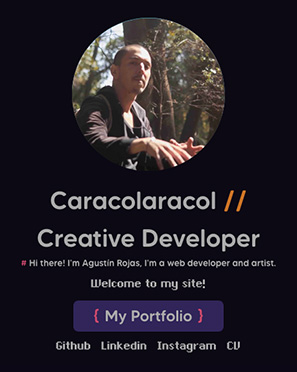 Caracolaracol //
Creative Developer
# Hi there! I'm Agustín Rojas, I'm a web developer and artist.
Welcome to my site!
{ My Portfolio }
Github Linkedin Instagram CV